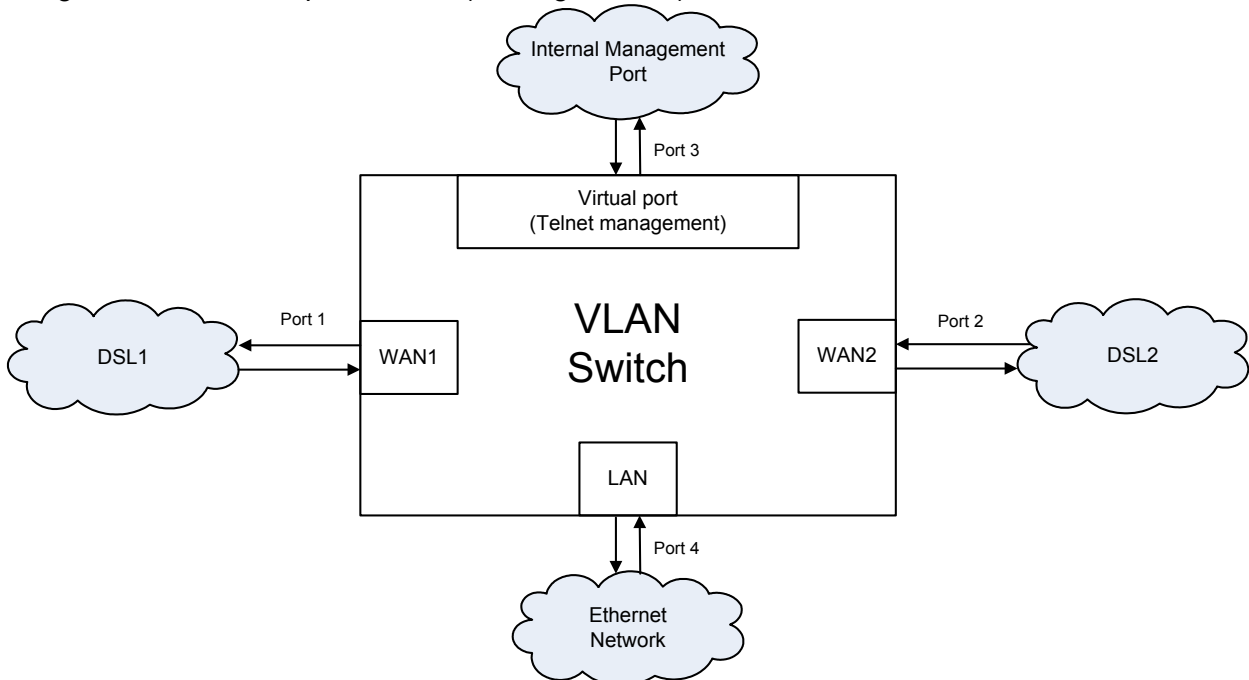 Internal Management
Port
Port 3
Virtual port
(Telnet management)
Port 1
VLAN
Switch
Port 2
DSL1
WAN1
WAN2
DSL2
LAN
Port 4
Ethernet
Network